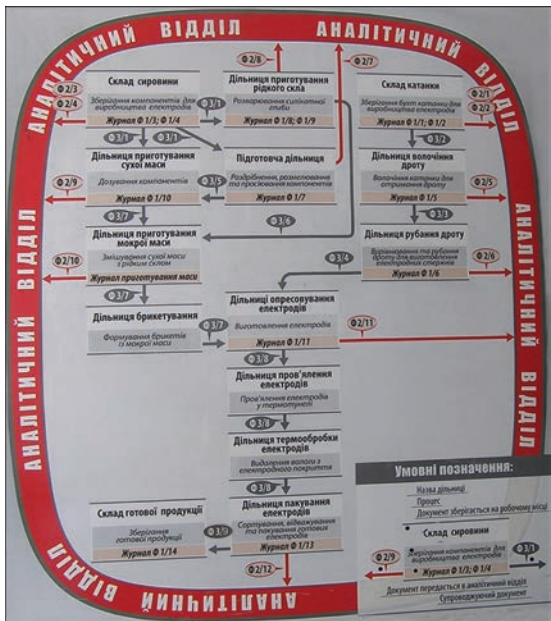 АНАЛІТИЧНИЙ ВІДДІЛ
АНАЛІТИЧНИЙ ВІДДІЛ
Ф 2/8
Ф 2/7
Ф 2/3
Ф 2/4
Склад сировини
Зберігання компонентів для
виробництва електродів
Журнал Ф 1/3; Ф 1/4
Ф 3/1
Дільниця приготування
рідкого скла
Розварювання силікатної
глиби
Журнал Ф 1/8; Ф 1/9
Склад катанки
Зберігання бухт катанки для
виробництва електродів
Журнал Ф 1/1; Ф 1/2
Ф 2/1
Ф 2/2
Ф 3/1
Ф 3/1
Ф 3/2
Дільниця приготування
сухої маси
Дозування компонентів
Журнал Ф 1/10
Ф 2/9
Ф 3/5
Підготовча дільниця
Роздрібнення, розмелювання
та просіювання компонентів
Журнал Ф 1/7
Дільниця волочіння
дроту
Волочіння катанки для
отримання дроту
Журнал Ф 1/5
Ф 2/5
Ф 3/7
Ф 3/6
Ф 3/3
Дільниця приготування
мокрої маси
Змішування сухої маси
з рідким склом
Журнал приготування маси
Ф 2/10
Дільниця рубання дроту
Вирівнювання та рубання
дроту для виготовлення
електродних стержнів
Журнал Ф 1/6
Ф 2/6
Ф 3/4
Ф 3/7
Дільниця брикетування
Формування брикетів
із мокрої маси
Ф 3/7
Дільниці опресовування
електродів
Виготовлення електродів
Журнал Ф 1/11
Ф 2/11
Ф 3/8
Дільниця пров'ялення
електродів
Пров'ялення електродів
у термотунелі
Ф 3/8
Дільниця термообробки
електродів
Видалення вологи з
електродного покриття
Ф 3/8
Склад готової продукції
Зберігання
готової продукції
Журнал Ф 1/14
Дільниця пакування
електродів
Сортування, відважування
та пакування готових
електродів
Журнал Ф 1/13
Ф 2/12
АНАЛІТИЧНИЙ ВІДДІЛ
АНАЛІТИЧНИЙ ВІДДІЛ
АНАЛІТИЧНИЙ ВІДДІЛ
Умовні позначення:
Назва дільниці
Процес
Документ зберігається на робочому місці
Склад сировини
Зберігання компонентів для
виробництва електродів
Журнал Ф 1/3; Ф 1/4
Ф 2/9
Ф 3/1
Документ передається в аналітичний відділ
Супроводжуючий документ